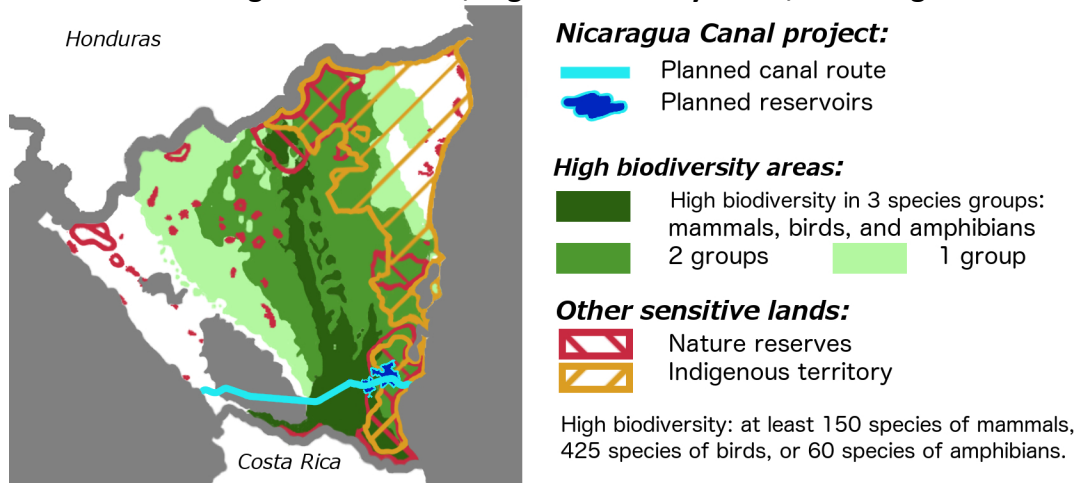 Honduras
Costa Rica
Nicaragua Canal project:
Planned canal route
Planned reservoirs
High biodiversity areas:
High biodiversity in 3 species groups:
mammals, birds, and amphibians
2 groups
1 group
Other sensitive lands:
Nature reserves
Indigenous territory
High biodiversity: at least 150 species of mammals,
425 species of birds, or 60 species of amphibians.